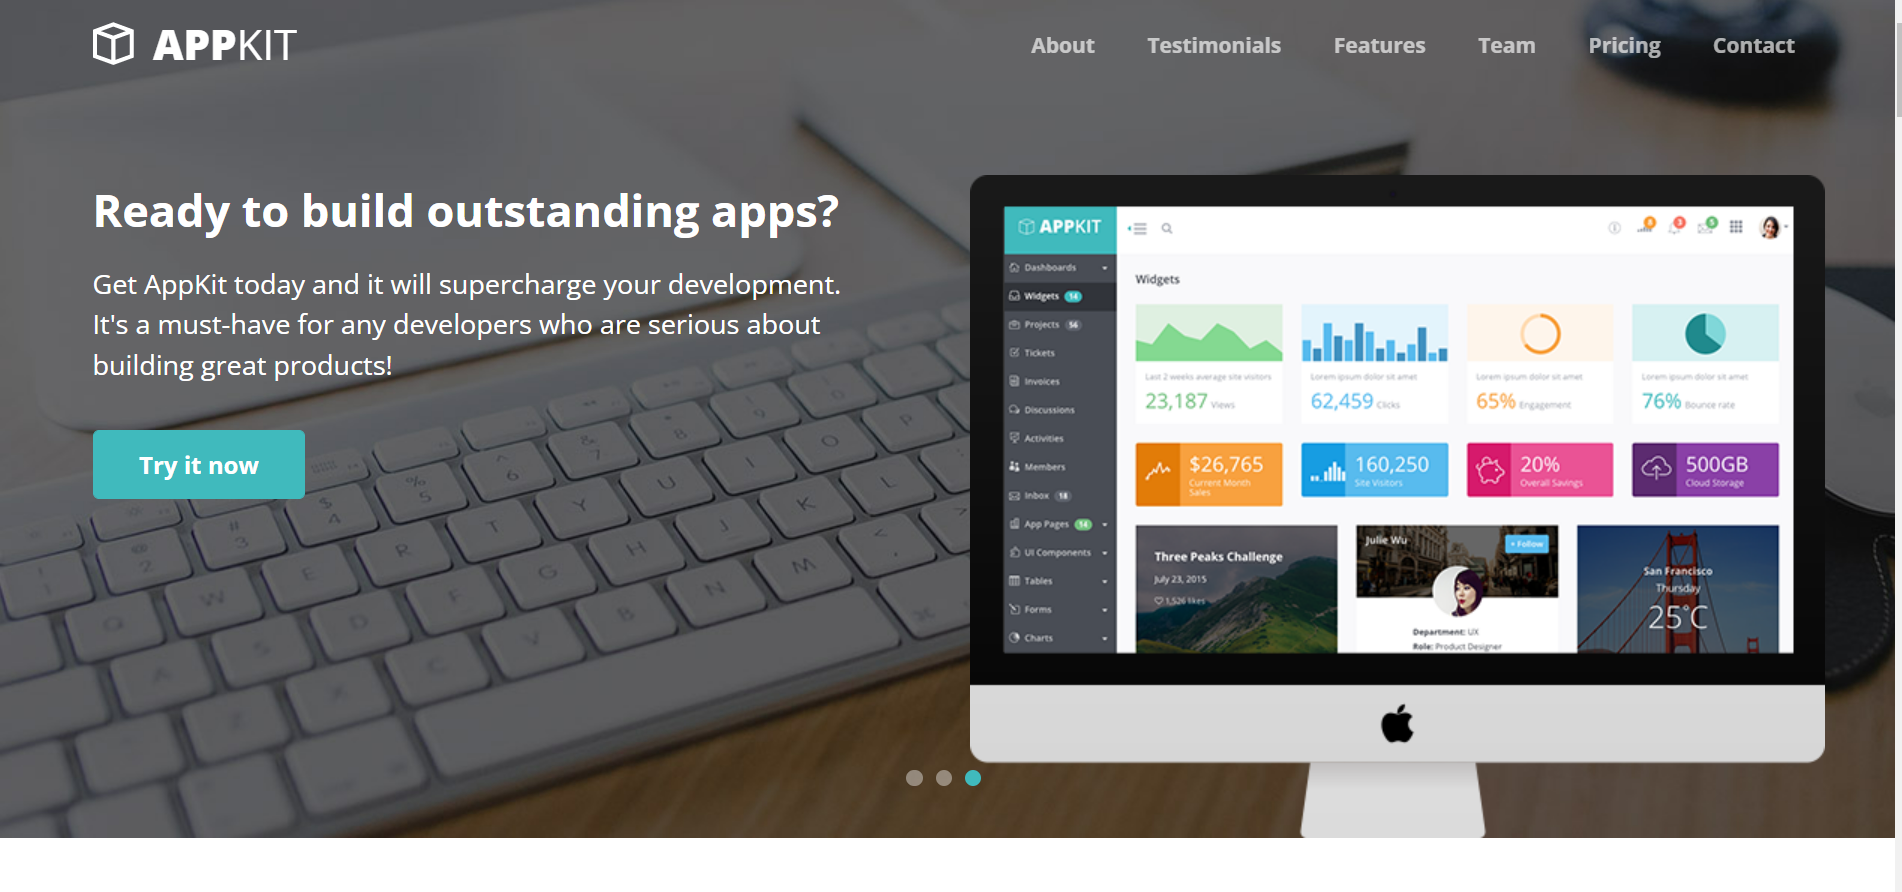 APPKIT
About Testimonials Features Team Pricing Contact
Ready to build outstanding apps?
Get AppKit today and it will supercharge your development.
It's a must-have for any developers who are serious about
building great products!
Try it now
APPKIT
8 3 5
Dashboards
Widgets 14
Projects 56
Tickets
Invoices
Discussions
Activities
Members
Inbox 18
App Pages 14
UI Components
Tables
Forms
Charts
Widgets
Last 2 weeks average site visitors
23,187 Views
Lorem ipsum dolor sit amet
62,459 Clicks
Lorem ipsum dolor sit amet
65% Engagement
Lorem ipsum dolor sit amet
76% Bounce rate
$26,765
Current Month
Sales
160,250
Site Visitors
20%
Overall Savings
500GB
Cloud Storage
Three Peaks Challenge
July 23, 2015
1,526 likes
Julie Wu
+ Follow
Department: UX
Role: Product Designer
San Francisco
Thursday
25°C